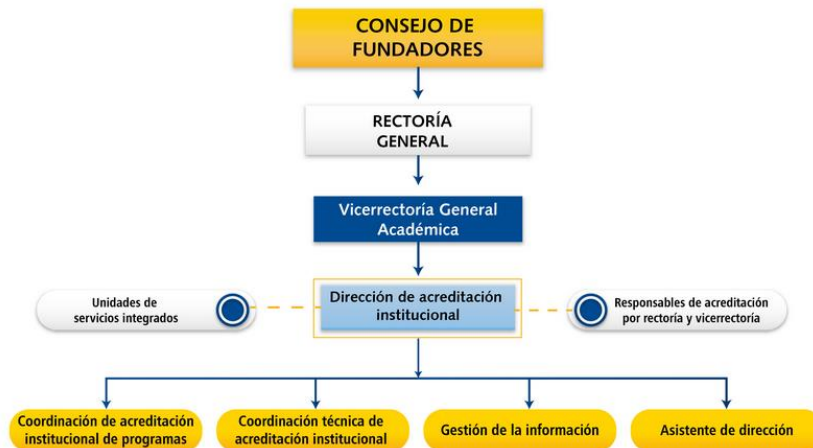 CONSEJO DE
FUNDADORES
RECTORÍA
GENERAL
Vicerrectoría General
Académica
Dirección de acreditación
institucional
Unidades de
servicios integrados
Responsables de acreditación
por rectoría y vicerrectoría
Coordinación de acreditación
institucional de programas
Coordinación técnica de
acreditación institucional
Gestión de la información
Asistente de dirección